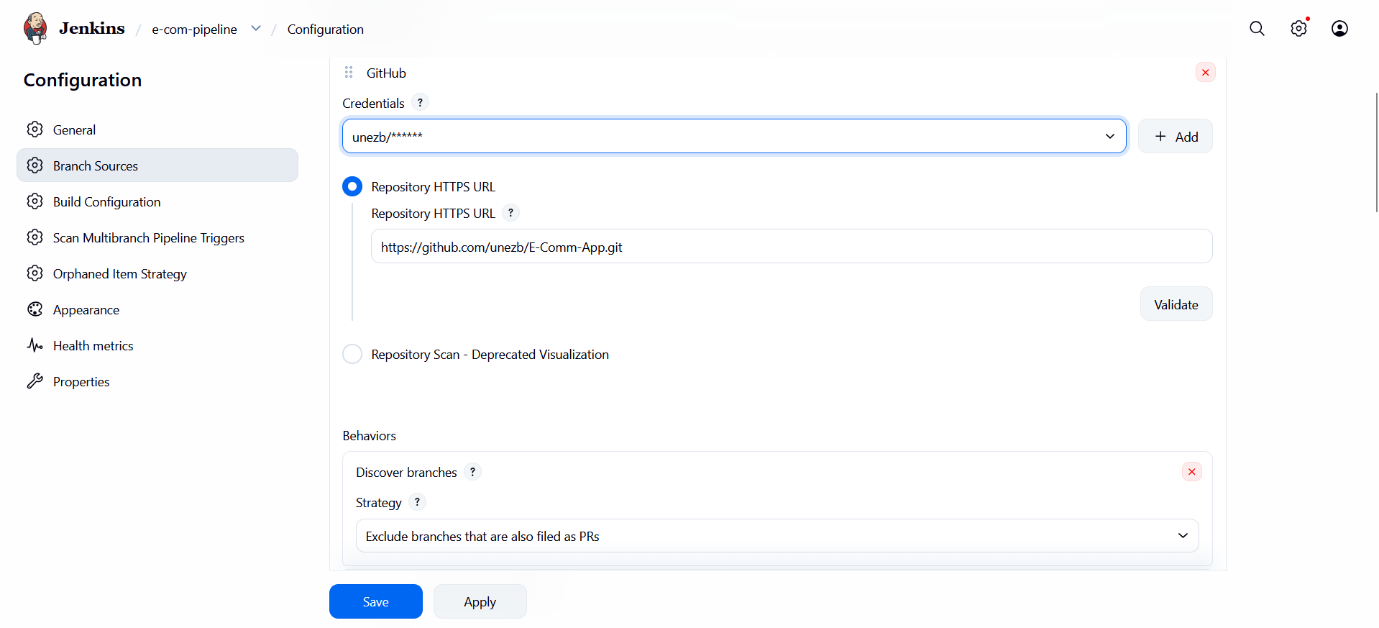 Jenkins / e-com-pipeline / Configuration
Configuration
General
Branch Sources
Build Configuration
Scan Multibranch Pipeline Triggers
Orphaned Item Strategy
Appearance
Health metrics
Properties
GitHub
Credentials ?
unezb/******
+ Add
Repository HTTPS URL
Repository HTTPS URL ?
https://github.com/unezb/E-Comm-App.git
Validate
Repository Scan - Deprecated Visualization
Behaviors
Discover branches ?
Strategy ?
Exclude branches that are also filed as PRs
Save
Apply